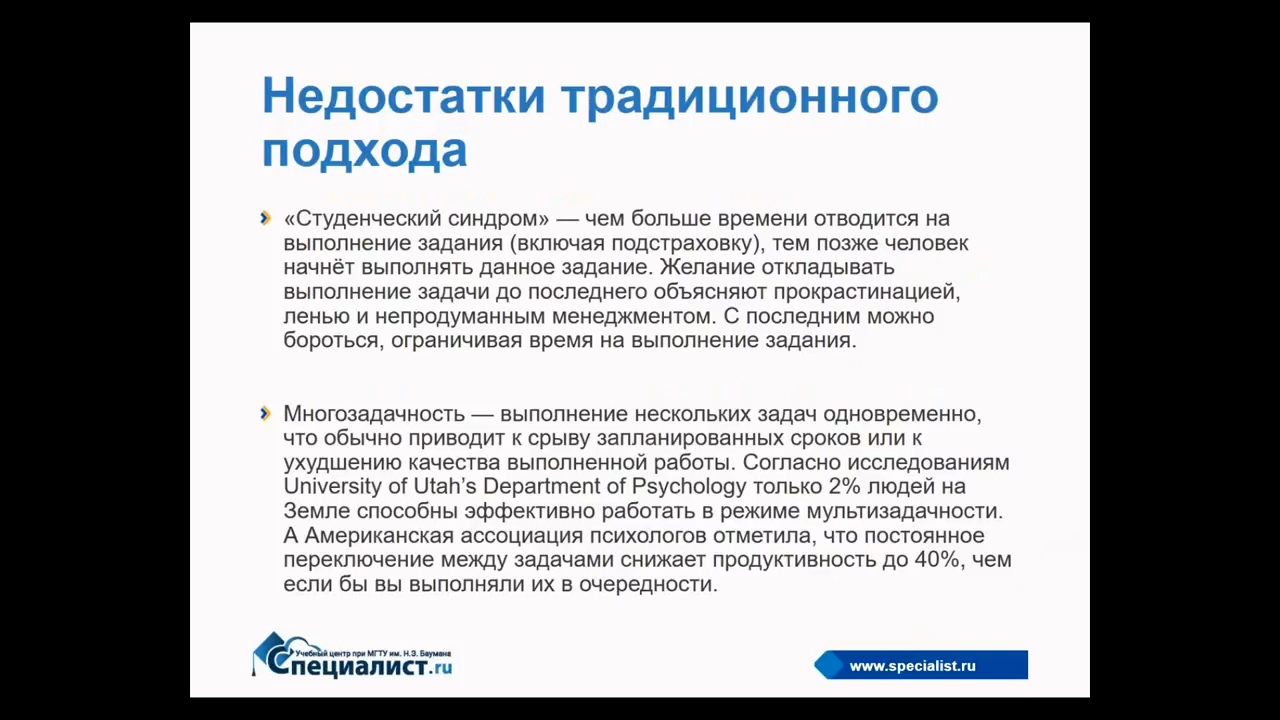 Недостатки традиционного
подхода
«Студенческий синдром» — чем больше времени отводится на
выполнение задания (включая подстраховку), тем позже человек
начнёт выполнять данное задание. Желание откладывать
выполнение задачи до последнего объясняют прокрастинацией,
ленью и непродуманным менеджментом. С последним можно
бороться, ограничивая время на выполнение задания.
Многозадачность — выполнение нескольких задач одновременно,
что обычно приводит к срыву запланированных сроков или к
ухудшению качества выполненной работы. Согласно исследованиям
University of Utah’s Department of Psychology только 2% людей на
Земле способны эффективно работать в режиме мультизадачности.
А Американская ассоциация психологов отметила, что постоянное
переключение между задачами снижает продуктивность до 40%, чем
если бы вы выполняли их в очередности.
Учебный центр при МГТУ им. Н.Э. Баумана
Специалист.ru
www.specialist.ru